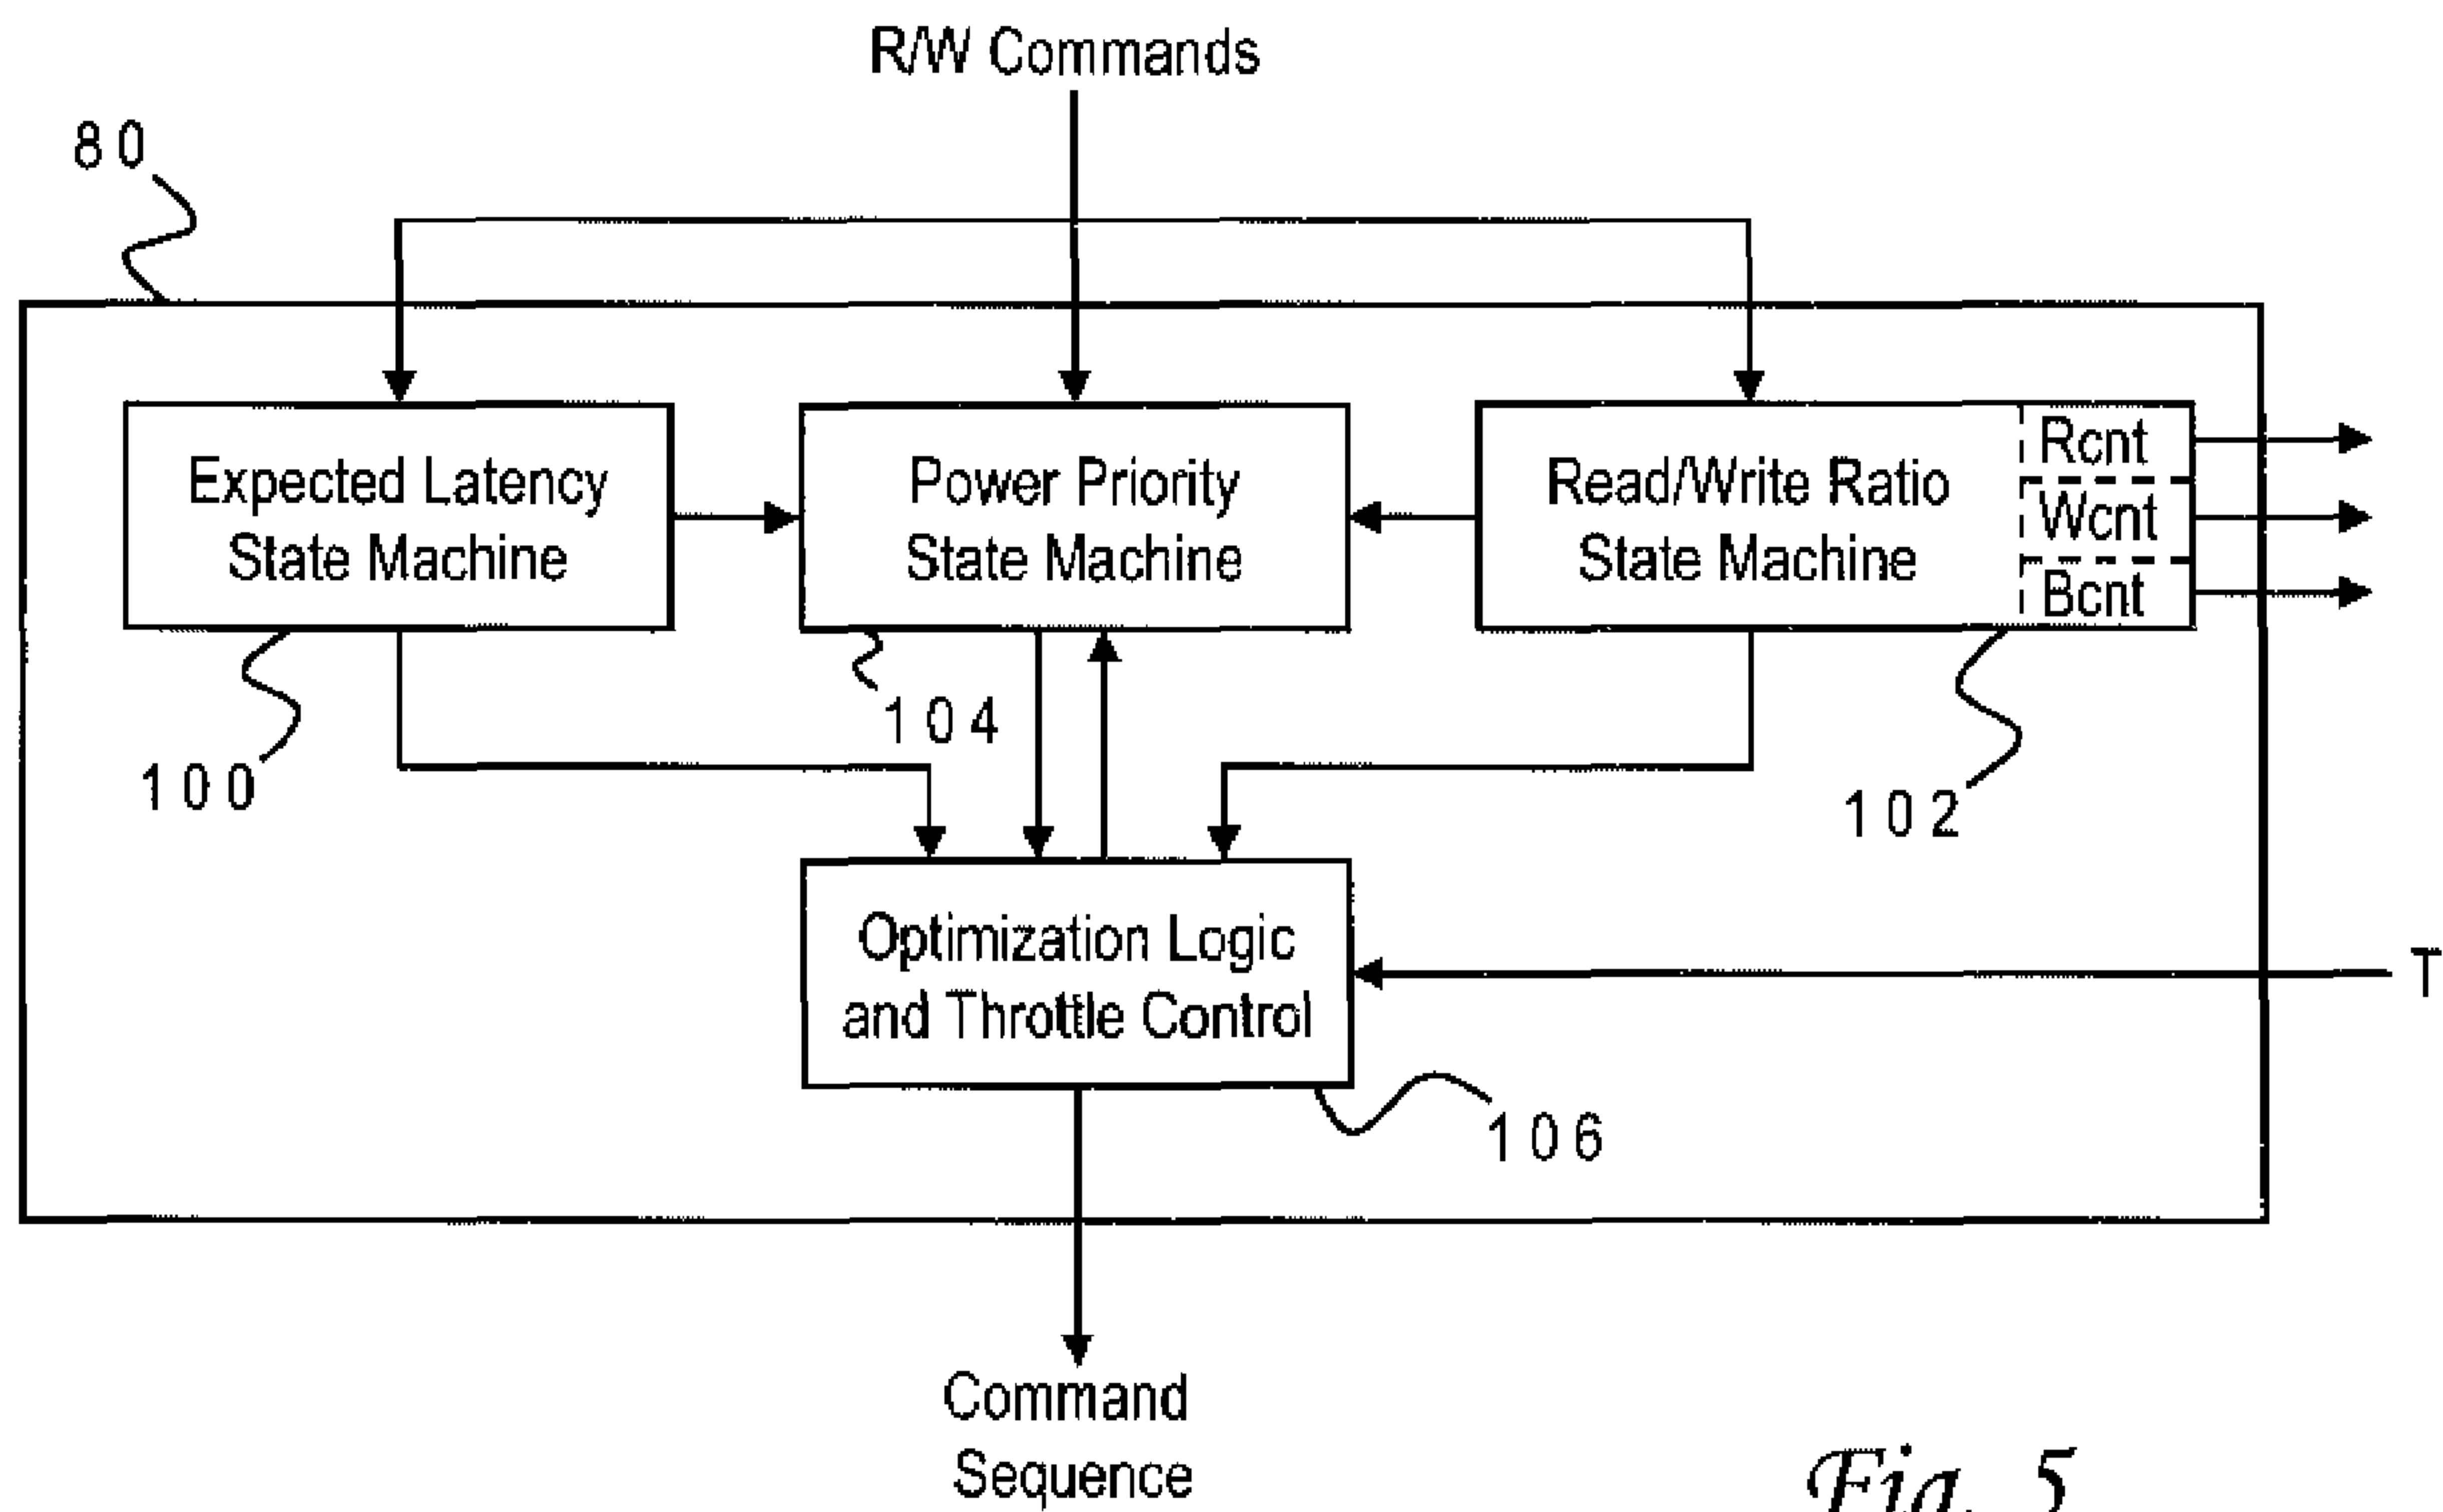 R/W Commands
80
Expected Latency
State Machine
Power Priority
State Machine
Read/Write Ratio
State Machine
Rcnt
Wcnt
Bcnt
100
104
102
Optimization Logic
and Throttle Control
T
106
Command
Sequence
Fig. 5